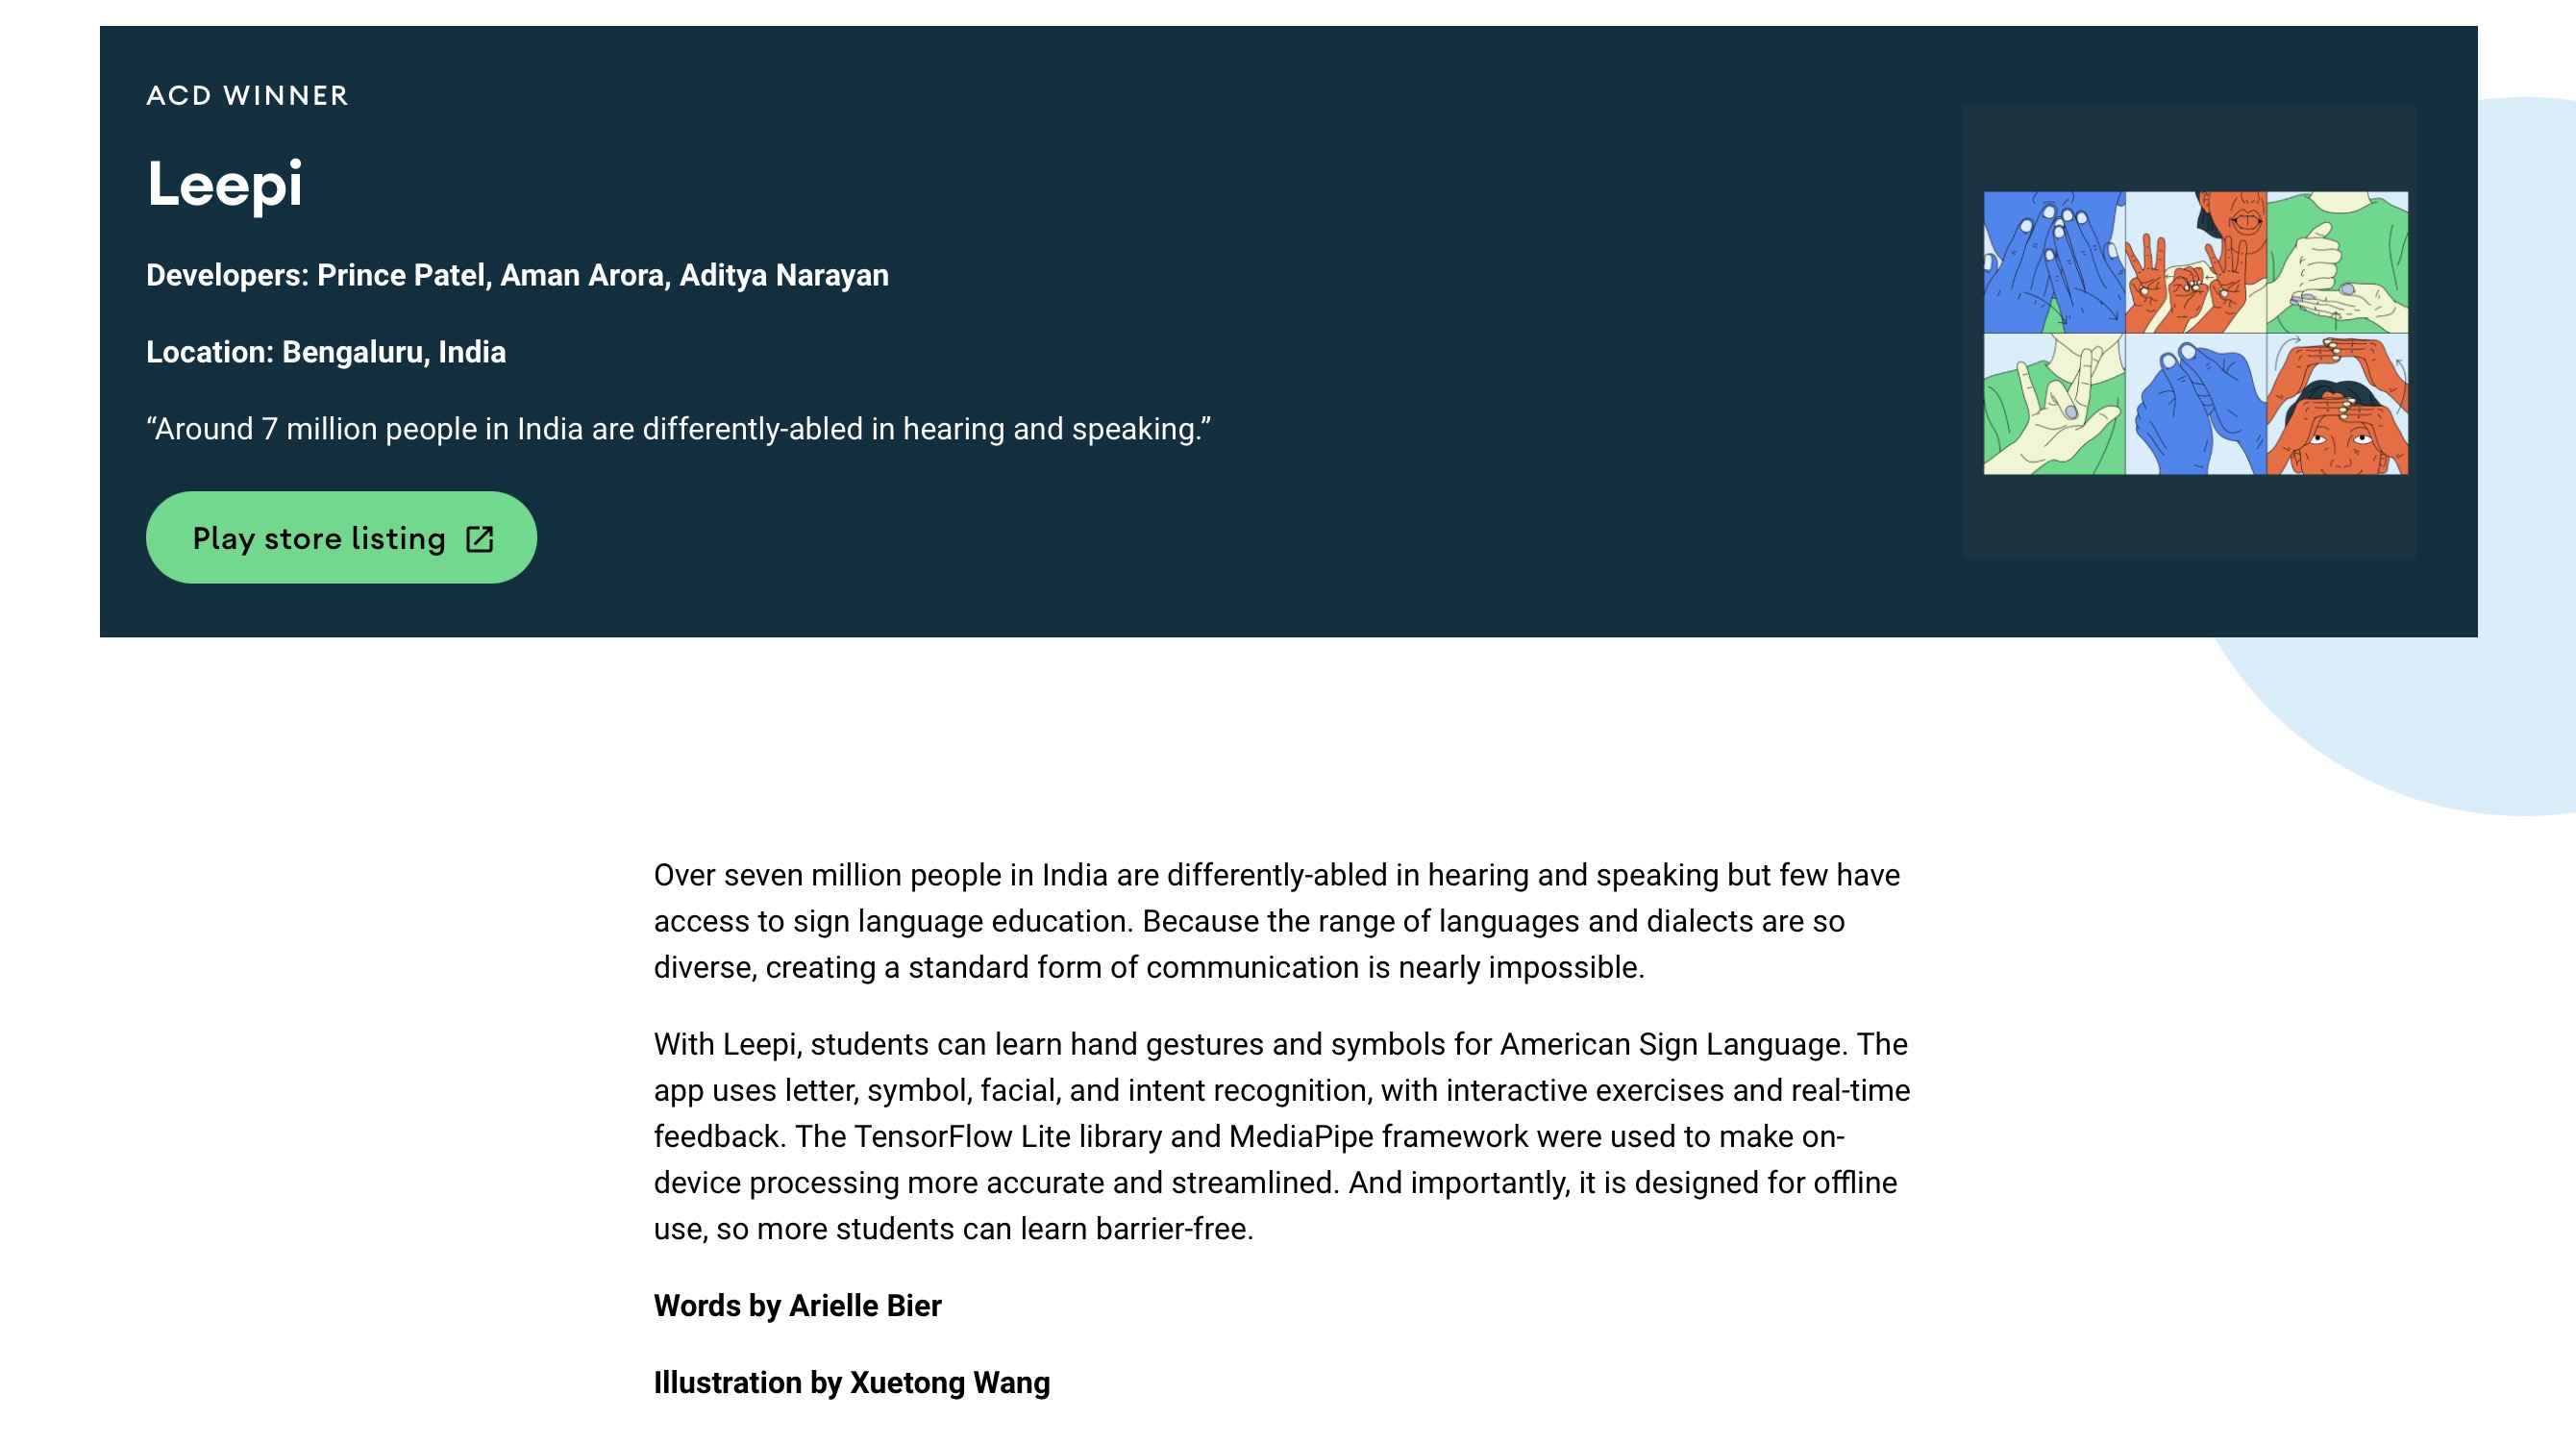 ACD WINNER
Leepi
Developers: Prince Patel, Aman Arora, Aditya Narayan
Location: Bengaluru, India
“Around 7 million people in India are differently-abled in hearing and speaking.”
Play store listing
Over seven million people in India are differently-abled in hearing and speaking but few have
access to sign language education. Because the range of languages and dialects are so
diverse, creating a standard form of communication is nearly impossible.
With Leepi, students can learn hand gestures and symbols for American Sign Language. The
app uses letter, symbol, facial, and intent recognition, with interactive exercises and real-time
feedback. The TensorFlow Lite library and MediaPipe framework were used to make on-
device processing more accurate and streamlined. And importantly, it is designed for offline
use, so more students can learn barrier-free.
Words by Arielle Bier
Illustration by Xuetong Wang